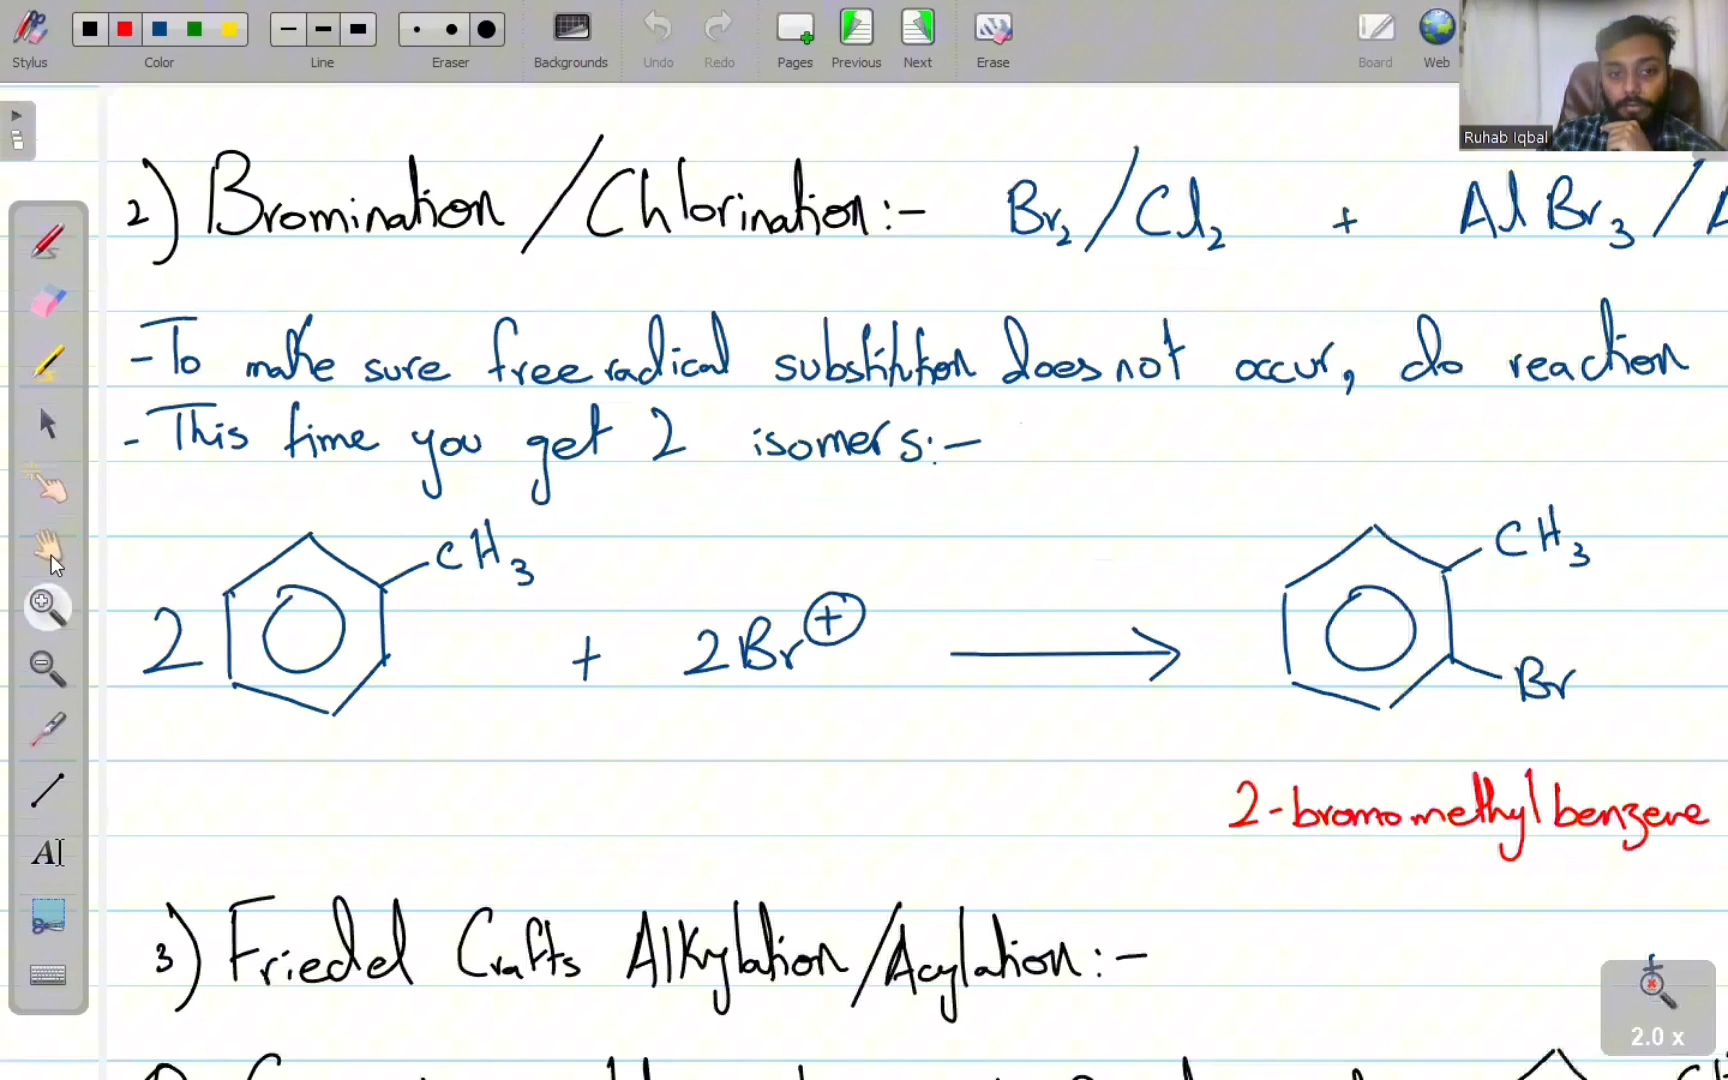 Stylus Color Line Eraser Backgrounds Undo Redo Pages Previous Next Erase Board Web
Ruhab Iqbal
2) Bromination/Chlorination:- Br2/Cl2 + AlBr3/A
-To make sure free radical substitution does not occur, do reaction
-This time you get 2 isomers:-
2 CH3 + 2Br+ CH3
Br
2-bromomethylbenzene
3) Friedel Crafts Alkylation/Acylation:-
2.0 x